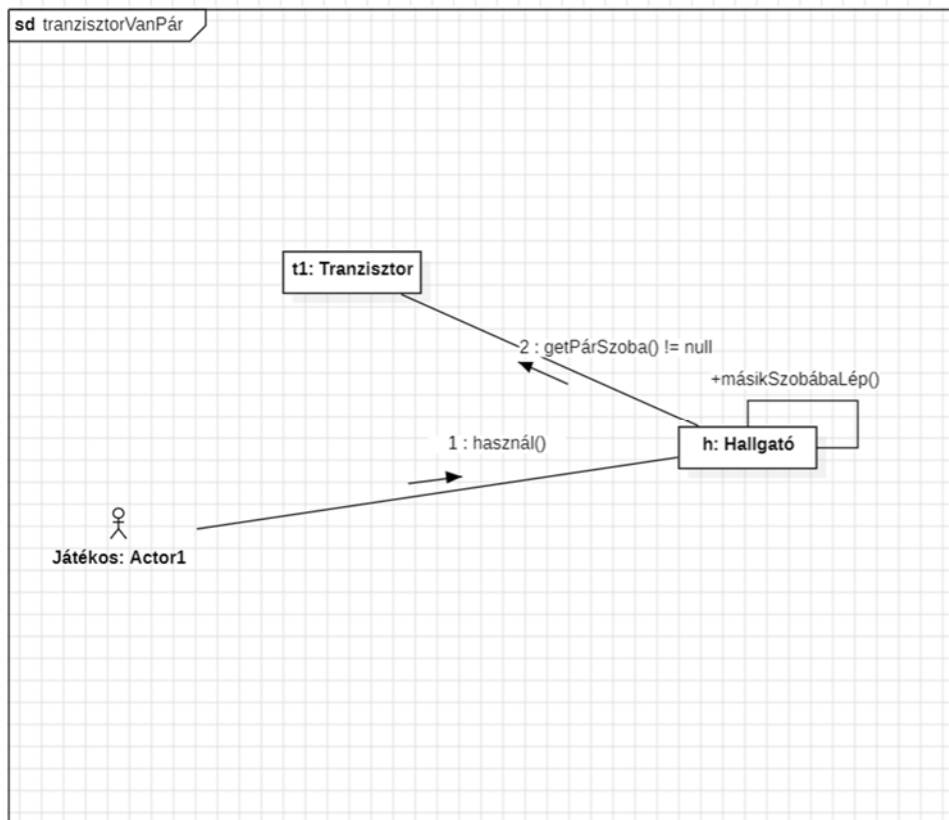 sd tranzisztorVanPár
t1: Tranzisztor
2 : getPárSzoba() != null
+másikSzobábaLép()
1 : használ()
h: Hallgató
Játékos: Actor1